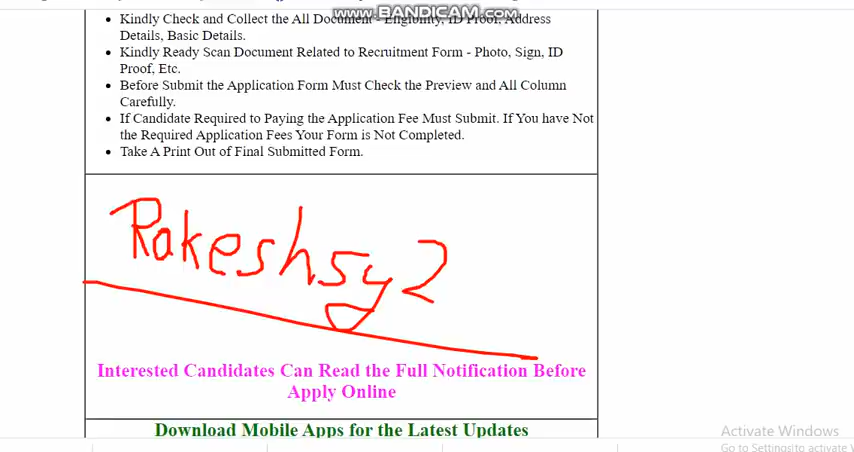 WWW.BANDICAM.COM
Kindly Check and Collect the All Document - Eligibility, ID Proof, Address
Details, Basic Details.
Kindly Ready Scan Document Related to Recruitment Form - Photo, Sign, ID
Proof, Etc.
Before Submit the Application Form Must Check the Preview and All Column
Carefully.
If Candidate Required to Paying the Application Fee Must Submit. If You have Not
the Required Application Fees Your Form is Not Completed.
Take A Print Out of Final Submitted Form.
Rakeshsy2
Interested Candidates Can Read the Full Notification Before
Apply Online
Download Mobile Apps for the Latest Updates
Activate Windows
Go to Settings to activate